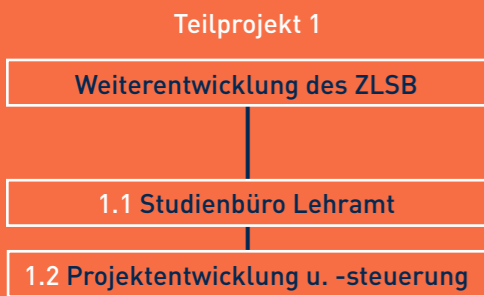 Teilprojekt 1
Weiterentwicklung des ZLSB
1.1 Studienbüro Lehramt
1.2 Projektentwicklung u. -steuerung